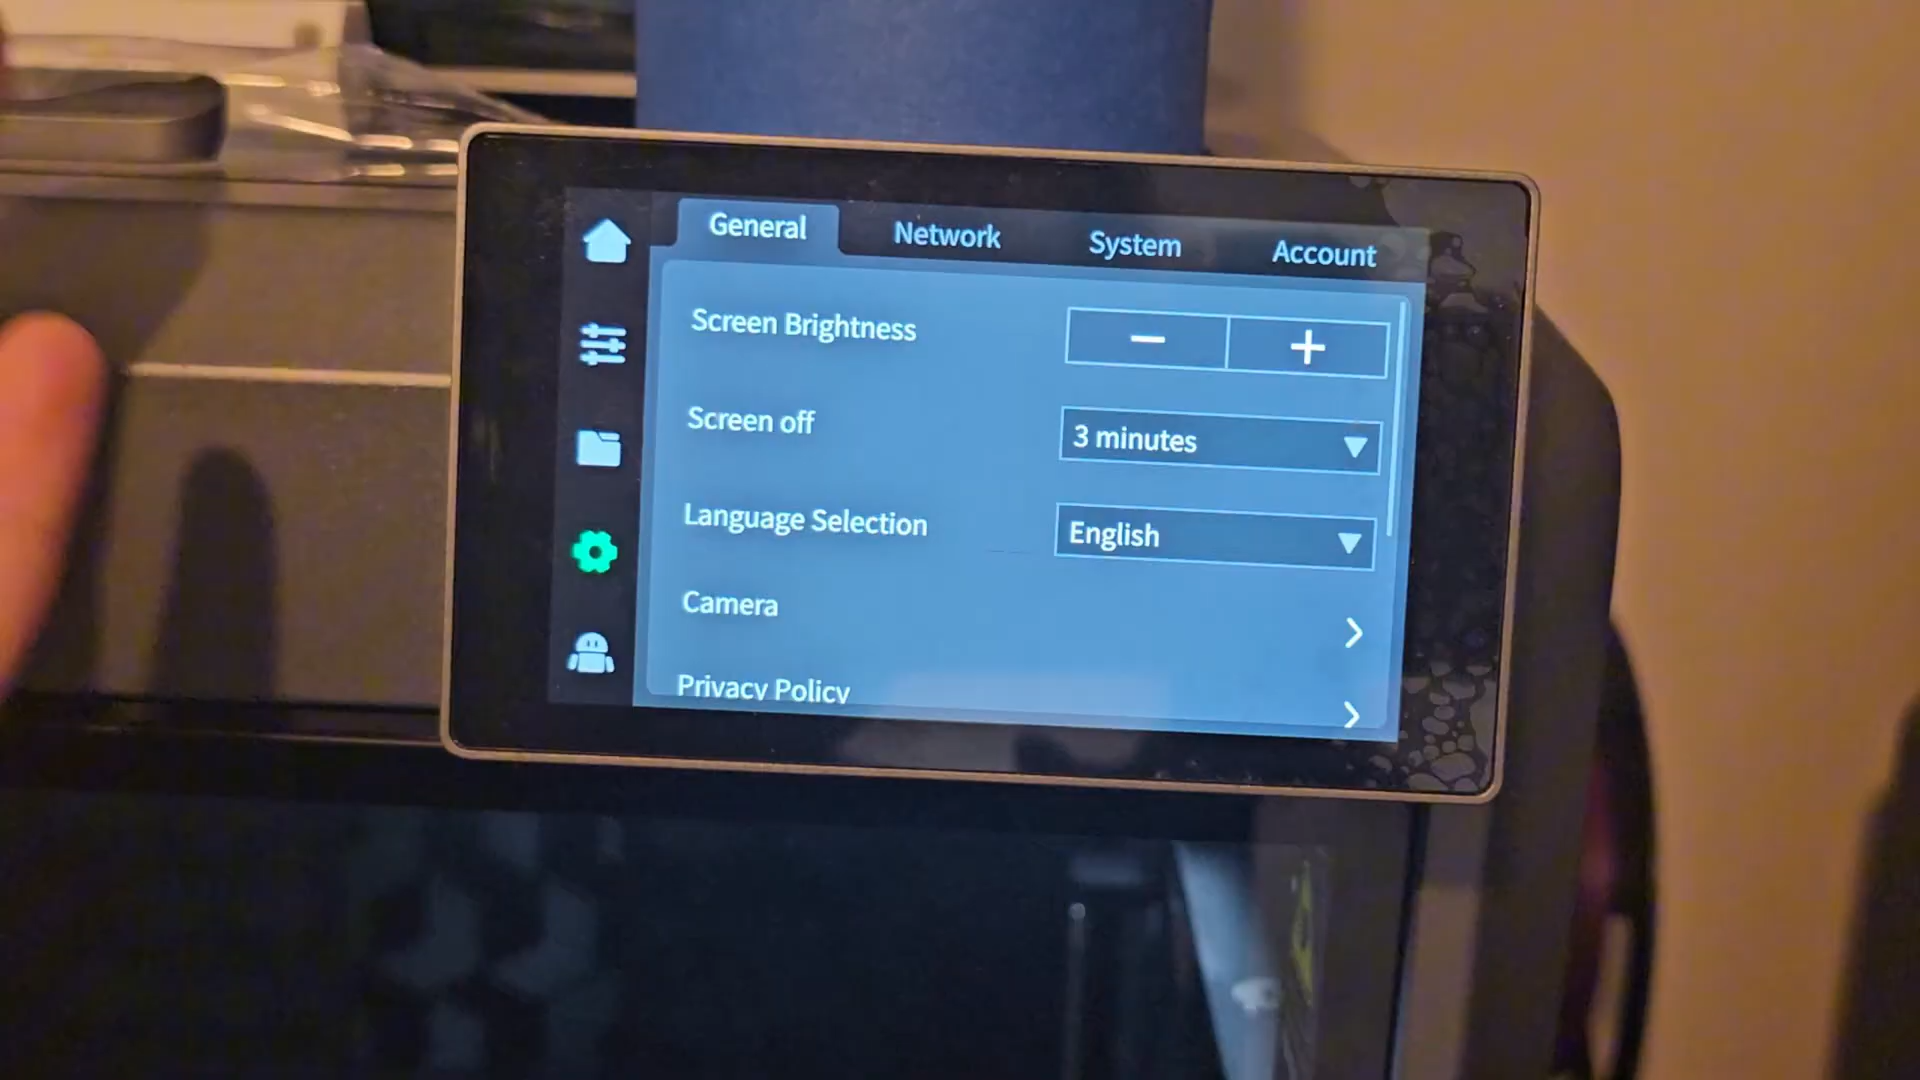 General Network System Account
Screen Brightness − +
Screen off 3 minutes
Language Selection English
Camera
Privacy Policy